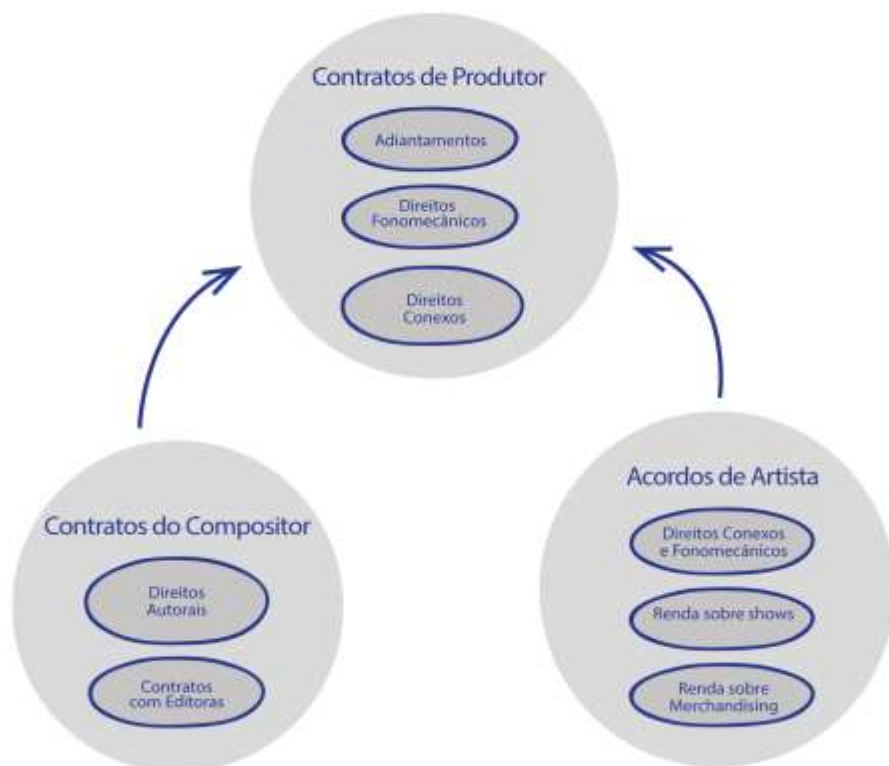 Contratos de Produtor
Adiantamentos
Direitos
Fonomecânicos
Direitos
Conexos
Contratos do Compositor
Direitos
Autorais
Contratos
com Editoras
Acordos de Artista
Direitos Conexos
e Fonomecânicos
Renda sobre shows
Renda sobre
Merchandising